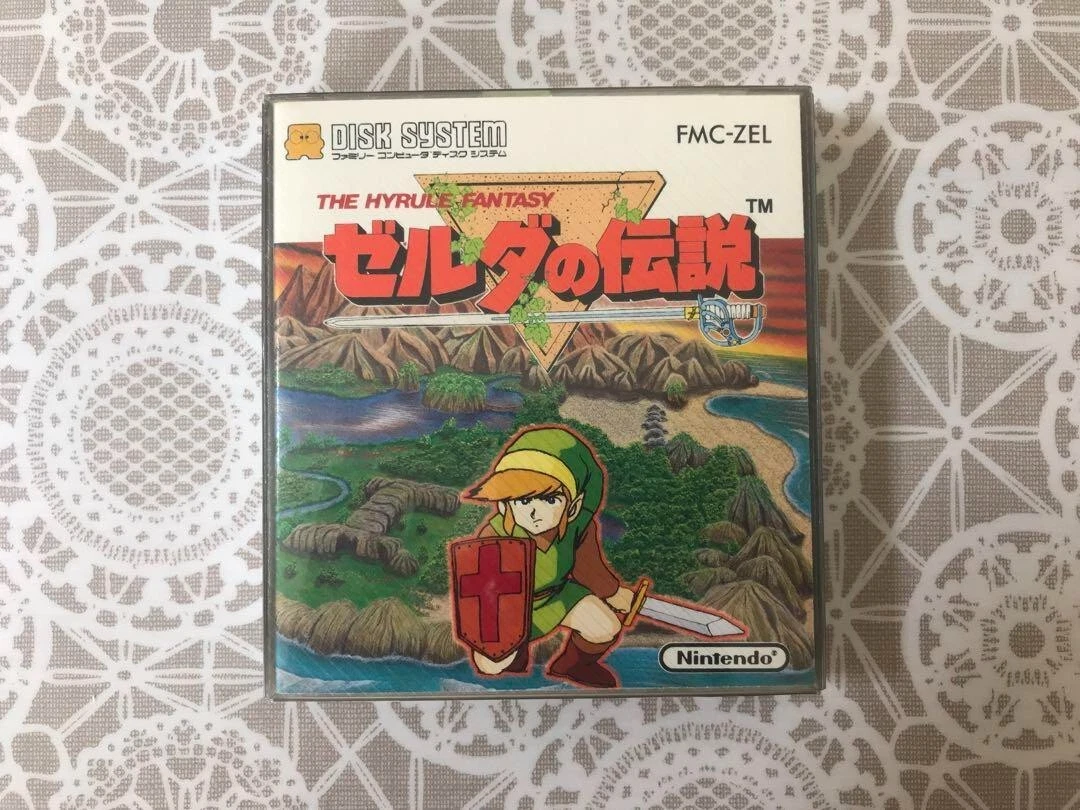 DISK SYSTEM
ファミリー コンピュータ ディスク システム
FMC-ZEL
THE HYRULE FANTASY
ゼルダの伝説 ™
Nintendo®